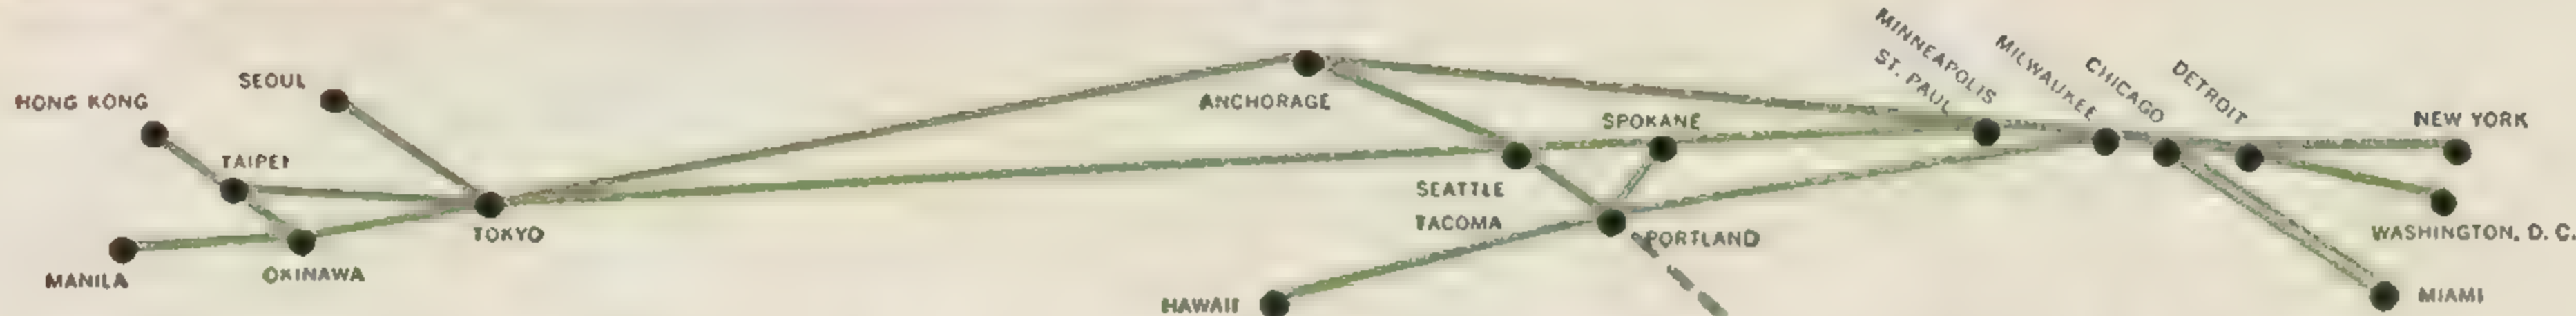 HONG KONG
SEOUL
TAIPEI
MANILA
OKINAWA
TOKYO
ANCHORAGE
SEATTLE
TACOMA
SPOKANE
PORTLAND
HAWAII
MINNEAPOLIS
ST. PAUL
MILWAUKEE
CHICAGO
DETROIT
NEW YORK
WASHINGTON, D. C.
MIAMI